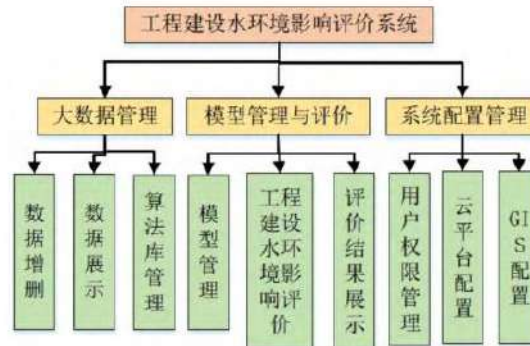 工程建设水环境影响评价系统
大数据管理
模型管理与评价
系统配置管理
数据增删
数据展示
算法库管理
模型管理
工程建设水环境影响评价
评价结果展示
用户权限管理
云平台配置
GIS配置